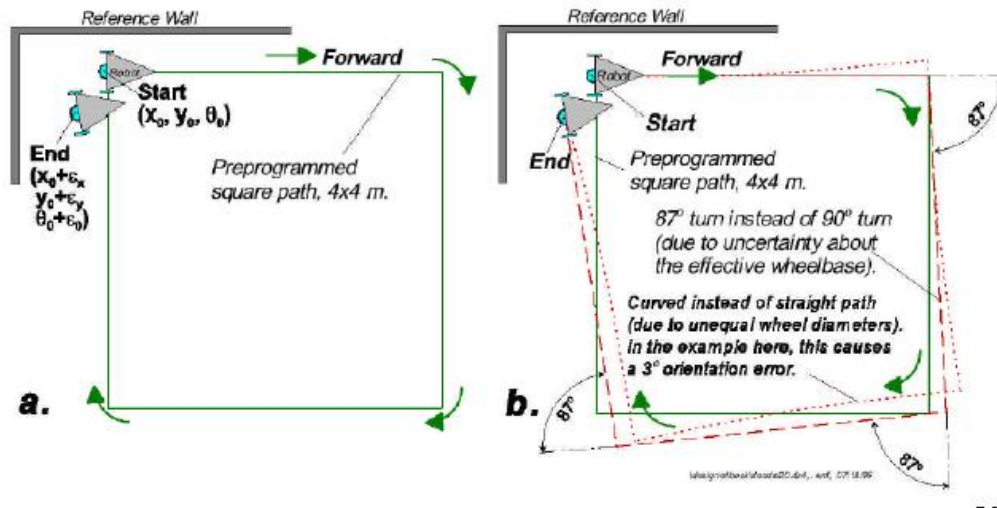 Reference Wall
Robot
Forward
Start
(x₀, y₀, θ₀)
End
(x₀+εₓ
y₀+εᵧ
θ₀+ε₀)
Preprogrammed
square path, 4x4 m.
a.
Reference Wall
Robot
Forward
Start
End
Preprogrammed
square path, 4x4 m.
87° turn instead of 90° turn
(due to uncertainty about
the effective wheelbase).
Curved instead of straight path
(due to unequal wheel diameters).
In the example here, this causes
a 3° orientation error.
b.
87°
87°
87°